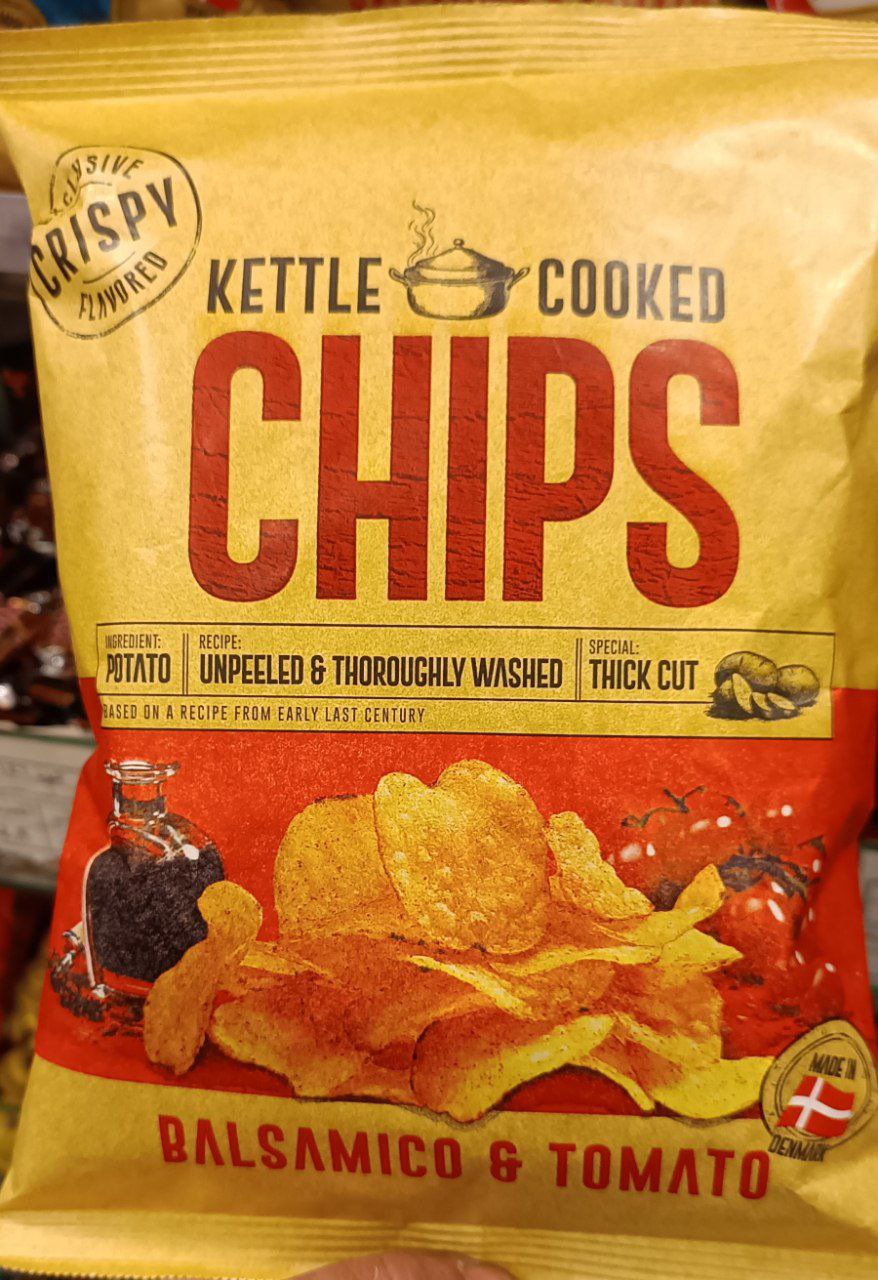 CRISPY
FLAVORED
KETTLE COOKED
CHIPS
INGREDIENT:
POTATO
RECIPE:
UNPEELED & THOROUGHLY WASHED
SPECIAL:
THICK CUT
BASED ON A RECIPE FROM EARLY LAST CENTURY
MADE IN
DENMARK
BALSAMICO & TOMATO